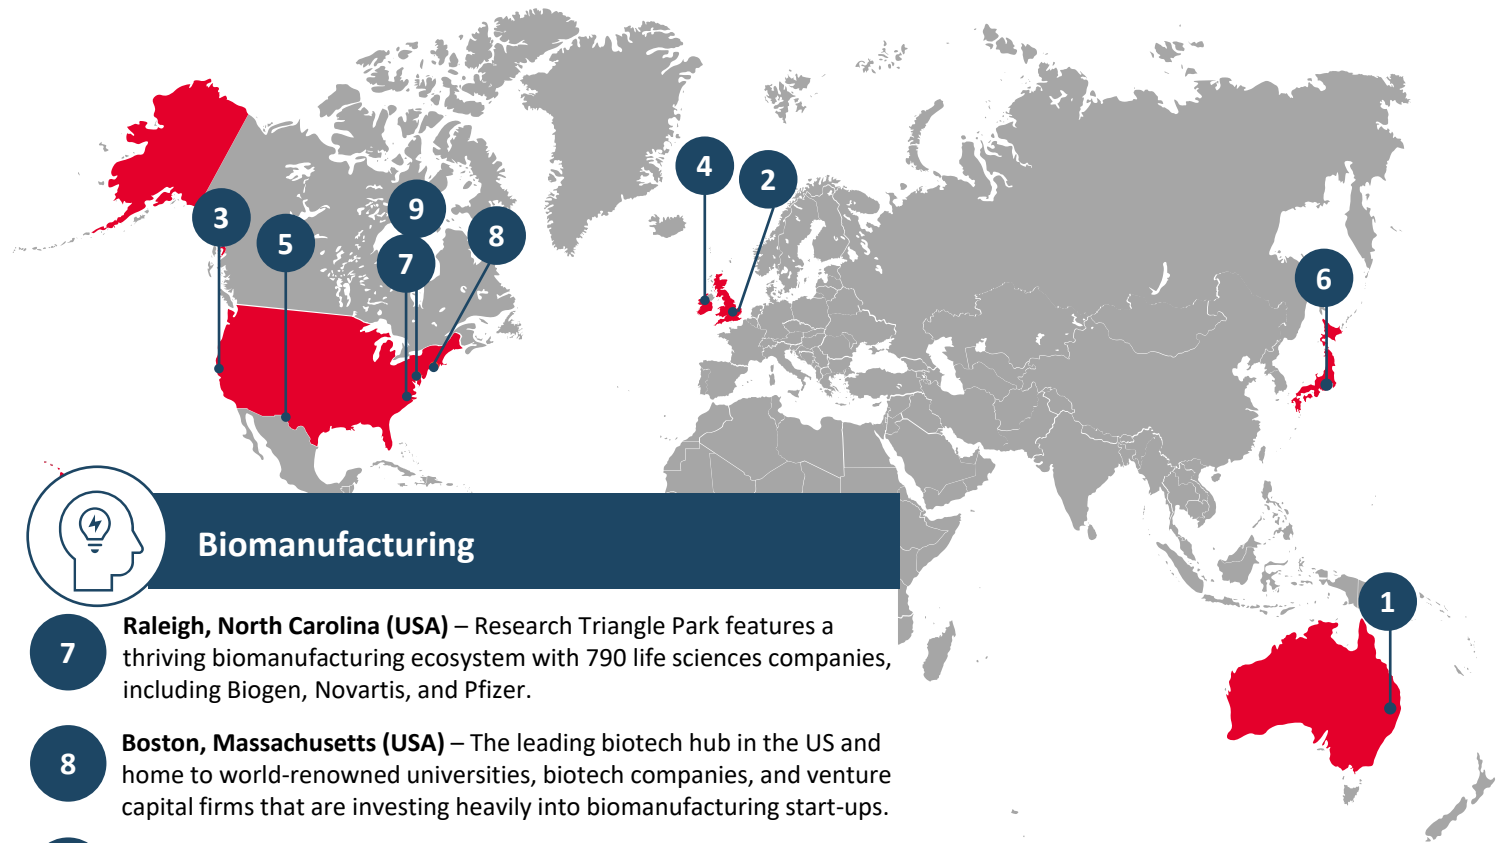 4
2
9
3
8
5
7
6
1
Biomanufacturing
7
Raleigh, North Carolina (USA) – Research Triangle Park features a
thriving biomanufacturing ecosystem with 790 life sciences companies,
including Biogen, Novartis, and Pfizer.
8
Boston, Massachusetts (USA) – The leading biotech hub in the US and
home to world-renowned universities, biotech companies, and venture
capital firms that are investing heavily into biomanufacturing start-ups.